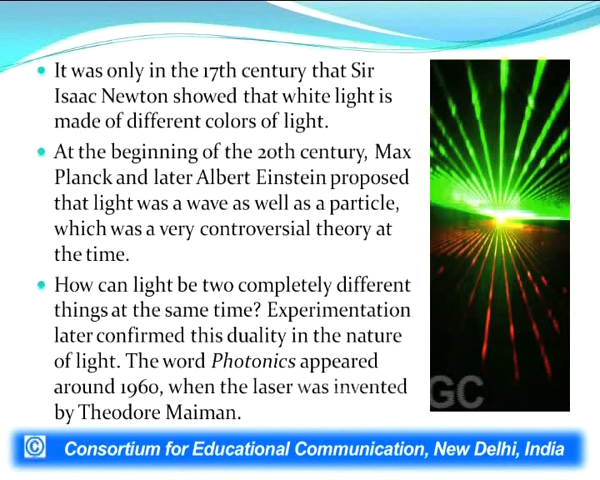 It was only in the 17th century that Sir
Isaac Newton showed that white light is
made of different colors of light.
At the beginning of the 20th century, Max
Planck and later Albert Einstein proposed
that light was a wave as well as a particle,
which was a very controversial theory at
the time.
How can light be two completely different
things at the same time? Experimentation
later confirmed this duality in the nature
of light. The word Photonics appeared
around 1960, when the laser was invented
by Theodore Maiman.
GC
© Consortium for Educational Communication, New Delhi, India